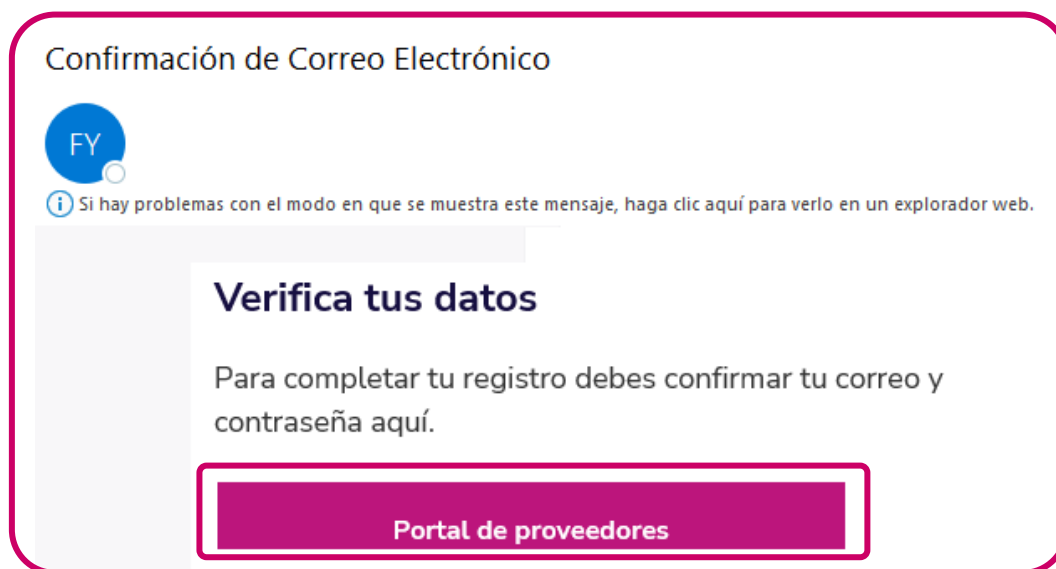 Confirmación de Correo Electrónico
FY
Si hay problemas con el modo en que se muestra este mensaje, haga clic aquí para verlo en un explorador web.
Verifica tus datos
Para completar tu registro debes confirmar tu correo y
contraseña aquí.
Portal de proveedores